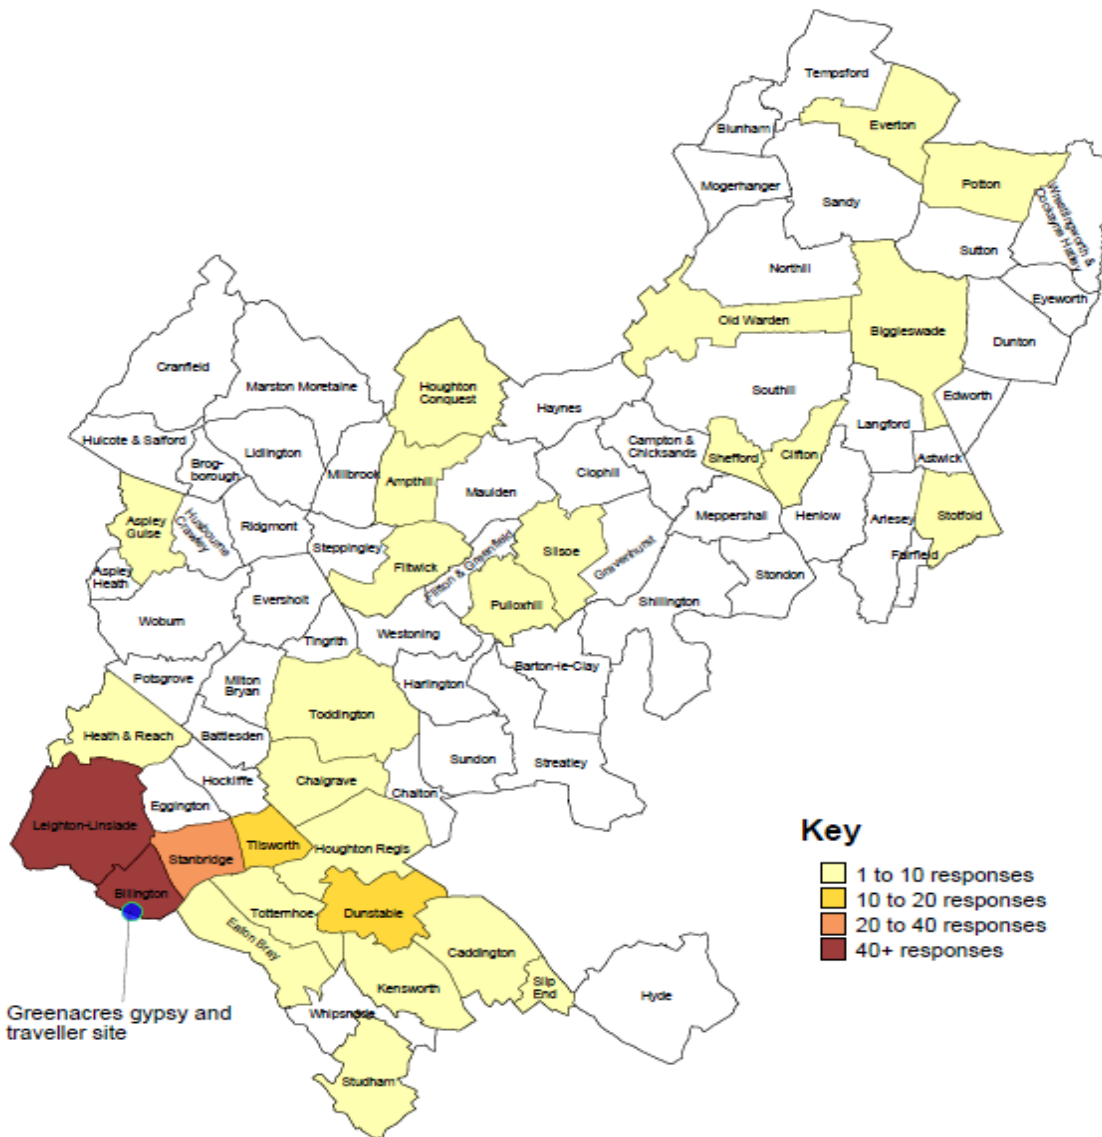 Tempsford
Everton
Blunham
Potton
Mogerhanger
Sandy
Wrestlingworth &
Cockayne Hatley
Sutton
Northill
Eyeworth
Old Warden
Biggleswade
Dunton
Cranfield
Marston Moretaine
Houghton
Conquest
Haynes
Southill
Edworth
Langford
Hulcote & Salford
Lidlington
Brog-
borough
Millbrook
Ampthill
Maulden
Clophill
Campton &
Chicksands
Shefford
Clifton
Astwick
Aspley
Guise
Husbourne
Crawley
Ridgmont
Steppingley
Flitwick
Flitton & Greenfield
Silsoe
Gravenhurst
Meppershall
Henlow
Arlesey
Stotfold
Fairfield
Aspley
Heath
Eversholt
Pulloxhill
Shillington
Stondon
Woburn
Tingrith
Westoning
Potsgrove
Milton
Bryan
Harlington
Barton-le-Clay
Toddington
Heath & Reach
Battlesden
Sundon
Streatley
Hockliffe
Chalgrave
Chalton
Eggington
Leighton-Linslade
Tilsworth
Houghton Regis
Stanbridge
Billington
Totternhoe
Dunstable
Eaton Bray
Caddington
Kensworth
Slip
End
Hyde
Whipsnade
Studham
Greenacres gypsy and
traveller site
Key
1 to 10 responses
10 to 20 responses
20 to 40 responses
40+ responses